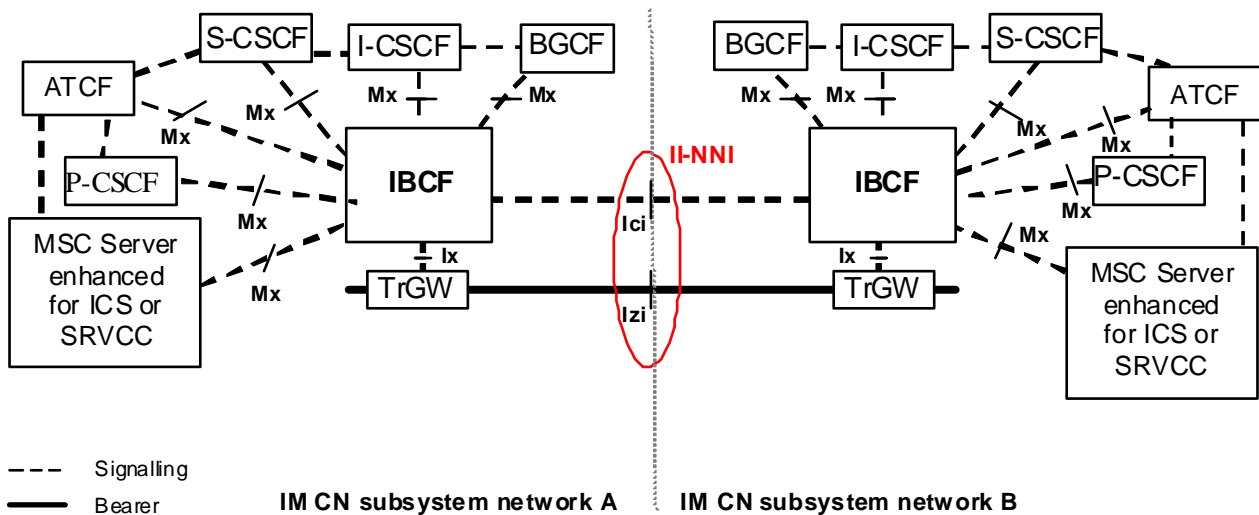 S-CSCF
I-CSCF
BGCF
BGCF
I-CSCF
S-CSCF
ATCF
ATCF
Mx
Mx
Mx
Mx
Mx
Mx
Mx
Mx
II-NNI
P-CSCF
IBCF
IBCF
P-CSCF
Mx
Mx
Ici
Mx
MSC Server
enhanced
for ICS or
SRVCC
Ix
Ix
MSC Server
enhanced
for ICS or
SRVCC
Mx
TrGW
TrGW
Izi
Signalling
Bearer
IM CN subsystem network A
IM CN subsystem network B